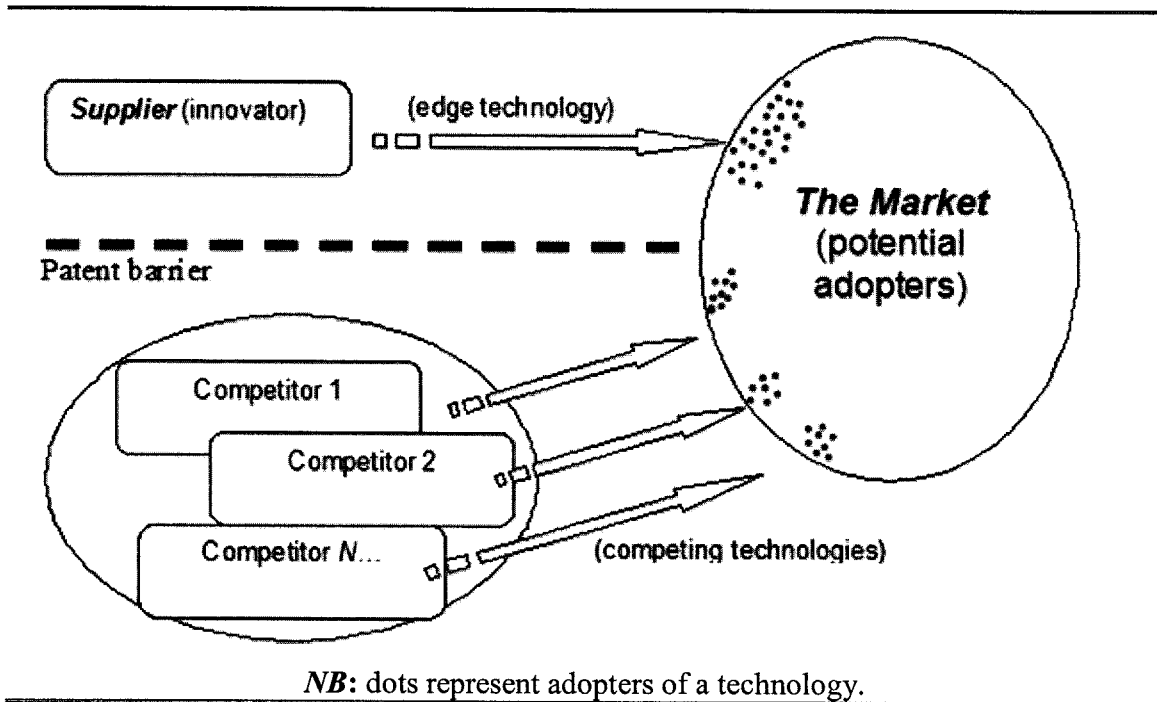 Supplier (innovator)
(edge technology)
The Market
(potential
adopters)
Patent barrier
Competitor 1
Competitor 2
Competitor N...
(competing technologies)
NB: dots represent adopters of a technology.